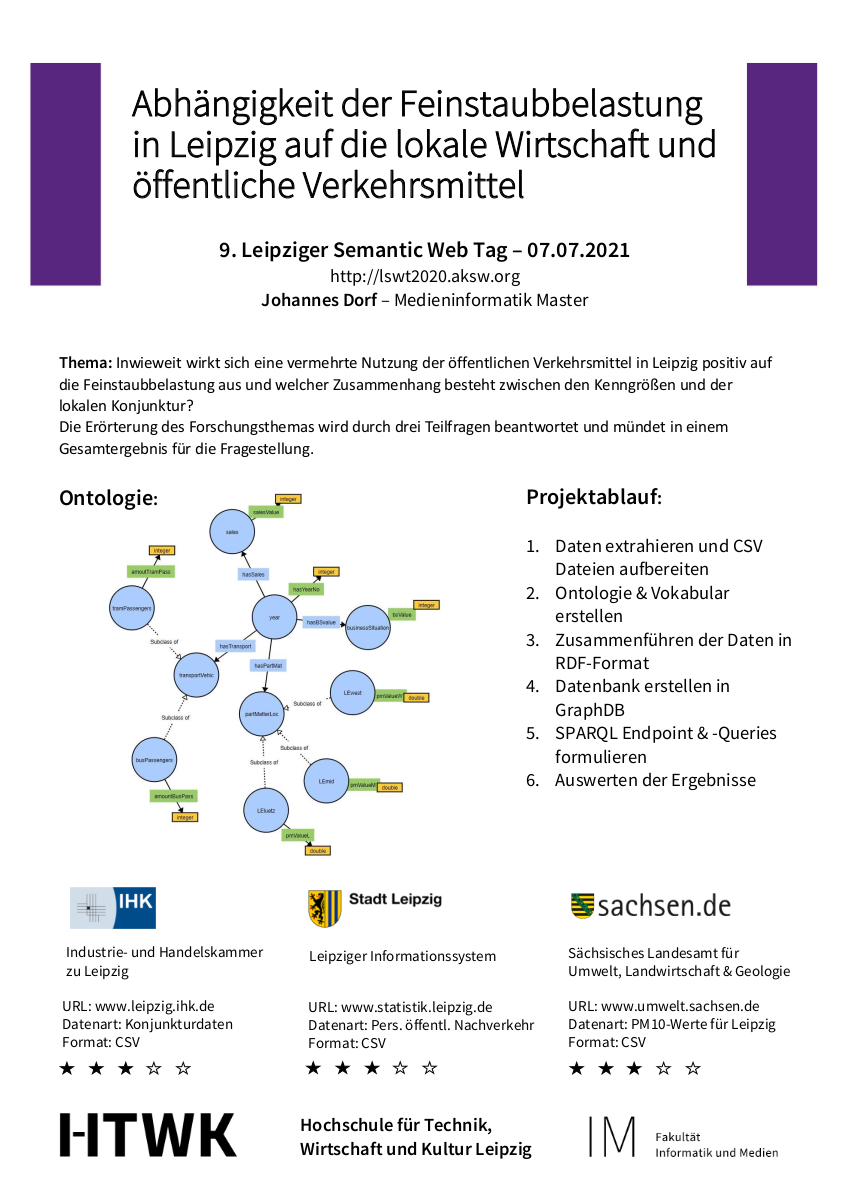 Abhängigkeit der Feinstaubbelastung
in Leipzig auf die lokale Wirtschaft und
öffentliche Verkehrsmittel
9. Leipziger Semantic Web Tag – 07.07.2021
http://lswt2020.aksw.org
Johannes Dorf – Medieninformatik Master
Thema: Inwieweit wirkt sich eine vermehrte Nutzung der öffentlichen Verkehrsmittel in Leipzig positiv auf
die Feinstaubbelastung aus und welcher Zusammenhang besteht zwischen den Kenngrößen und der
lokalen Konjunktur?
Die Erörterung des Forschungsthemas wird durch drei Teilfragen beantwortet und mündet in einem
Gesamtergebnis für die Fragestellung.
Ontologie:
integer
salesValue
sales
integer
amoutTramPass
hasSales
integer
hasYearNo
tramPassengers
year
hasBSvalue
businessSituation
bsValue
integer
Subclass of
hasTransport
hasPartMat
transportVehic
LEwest
pmValueW
double
Subclass of
partMatterLoc
Subclass of
Subclass of
Subclass of
busPassengers
LEmid
pmValueM
double
amountBusPass
integer
LEluetz
pmValueL
double
Projektablauf:
1. Daten extrahieren und CSV
Dateien aufbereiten
2. Ontologie & Vokabular
erstellen
3. Zusammenführen der Daten in
RDF-Format
4. Datenbank erstellen in
GraphDB
5. SPARQL Endpoint & -Queries
formulieren
6. Auswerten der Ergebnisse
IHK
Industrie- und Handelskammer
zu Leipzig
URL: www.leipzig.ihk.de
Datenart: Konjunkturdaten
Format: CSV
★ ★ ★ ☆ ☆
Stadt Leipzig
Leipziger Informationssystem
URL: www.statistik.leipzig.de
Datenart: Pers. öffentl. Nachverkehr
Format: CSV
★ ★ ★ ☆ ☆
sachsen.de
Sächsisches Landesamt für
Umwelt, Landwirtschaft & Geologie
URL: www.umwelt.sachsen.de
Datenart: PM10-Werte für Leipzig
Format: CSV
★ ★ ★ ☆ ☆
HTWK
Hochschule für Technik,
Wirtschaft und Kultur Leipzig
IM
Fakultät
Informatik und Medien